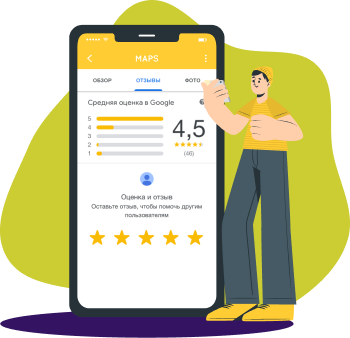 MAPS
ОБЗОР ОТЗЫВЫ ФОТО
Средняя оценка в Google
5
4
3
2
1
4,5
(46)
Оценка и отзыв
Оставьте отзыв, чтобы помочь другим
пользователям